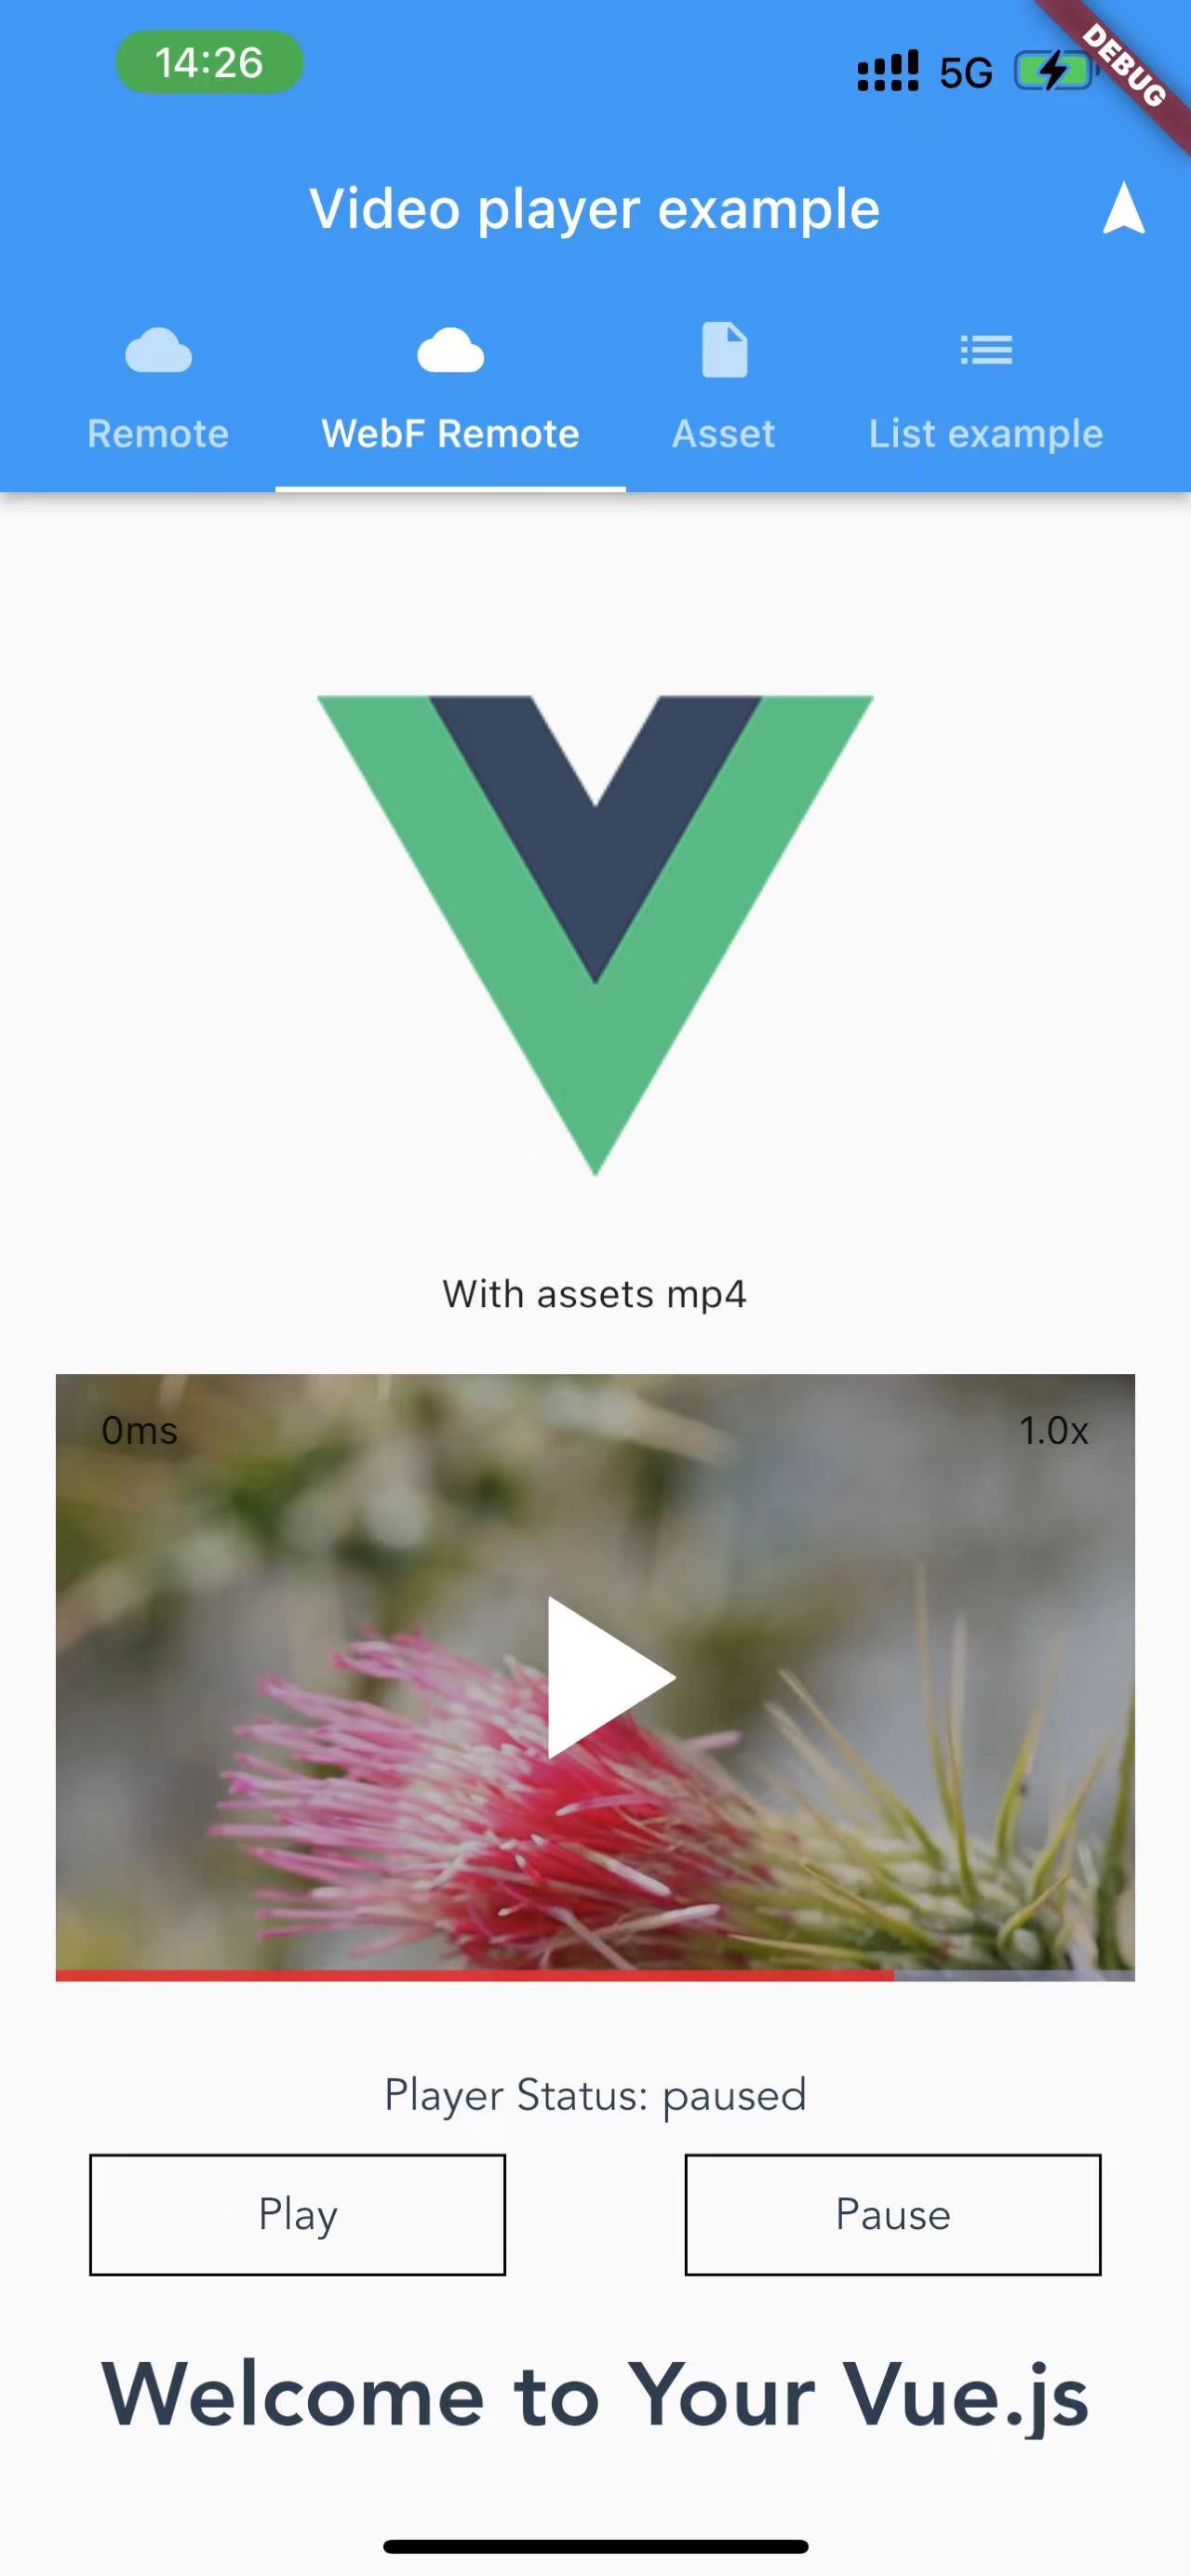 14:26
5G
DEBUG
Video player example
Remote
WebF Remote
Asset
List example
With assets mp4
0ms
1.0x
Player Status: paused
Play
Pause
Welcome to Your Vue.js